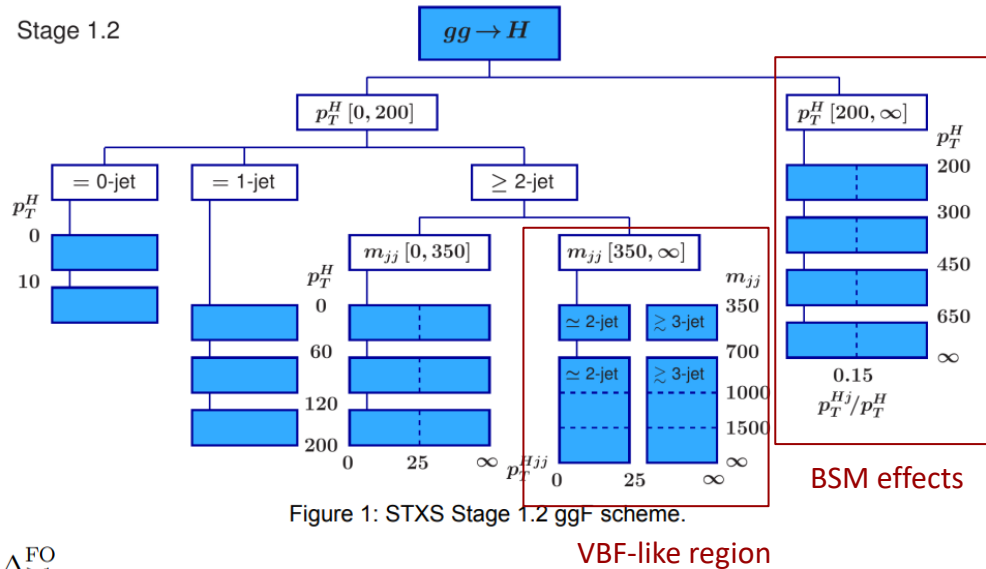 Stage 1.2
gg → H
p_T^H [0, 200]
p_T^H [200, ∞]
= 0-jet
= 1-jet
≥ 2-jet
p_T^H
0
10
m_jj [0, 350]
m_jj [350, ∞]
p_T^H
0
60
120
200
0
25
∞
m_jj
350
700
1000
1500
∞
≃ 2-jet
≳ 3-jet
≃ 2-jet
≳ 3-jet
p_T^Hjj
0
25
∞
p_T^H
200
300
450
650
∞
0.15
p_T^Hj/p_T^H
BSM effects
Figure 1: STXS Stage 1.2 ggF scheme.
VBF-like region
Δ^FO